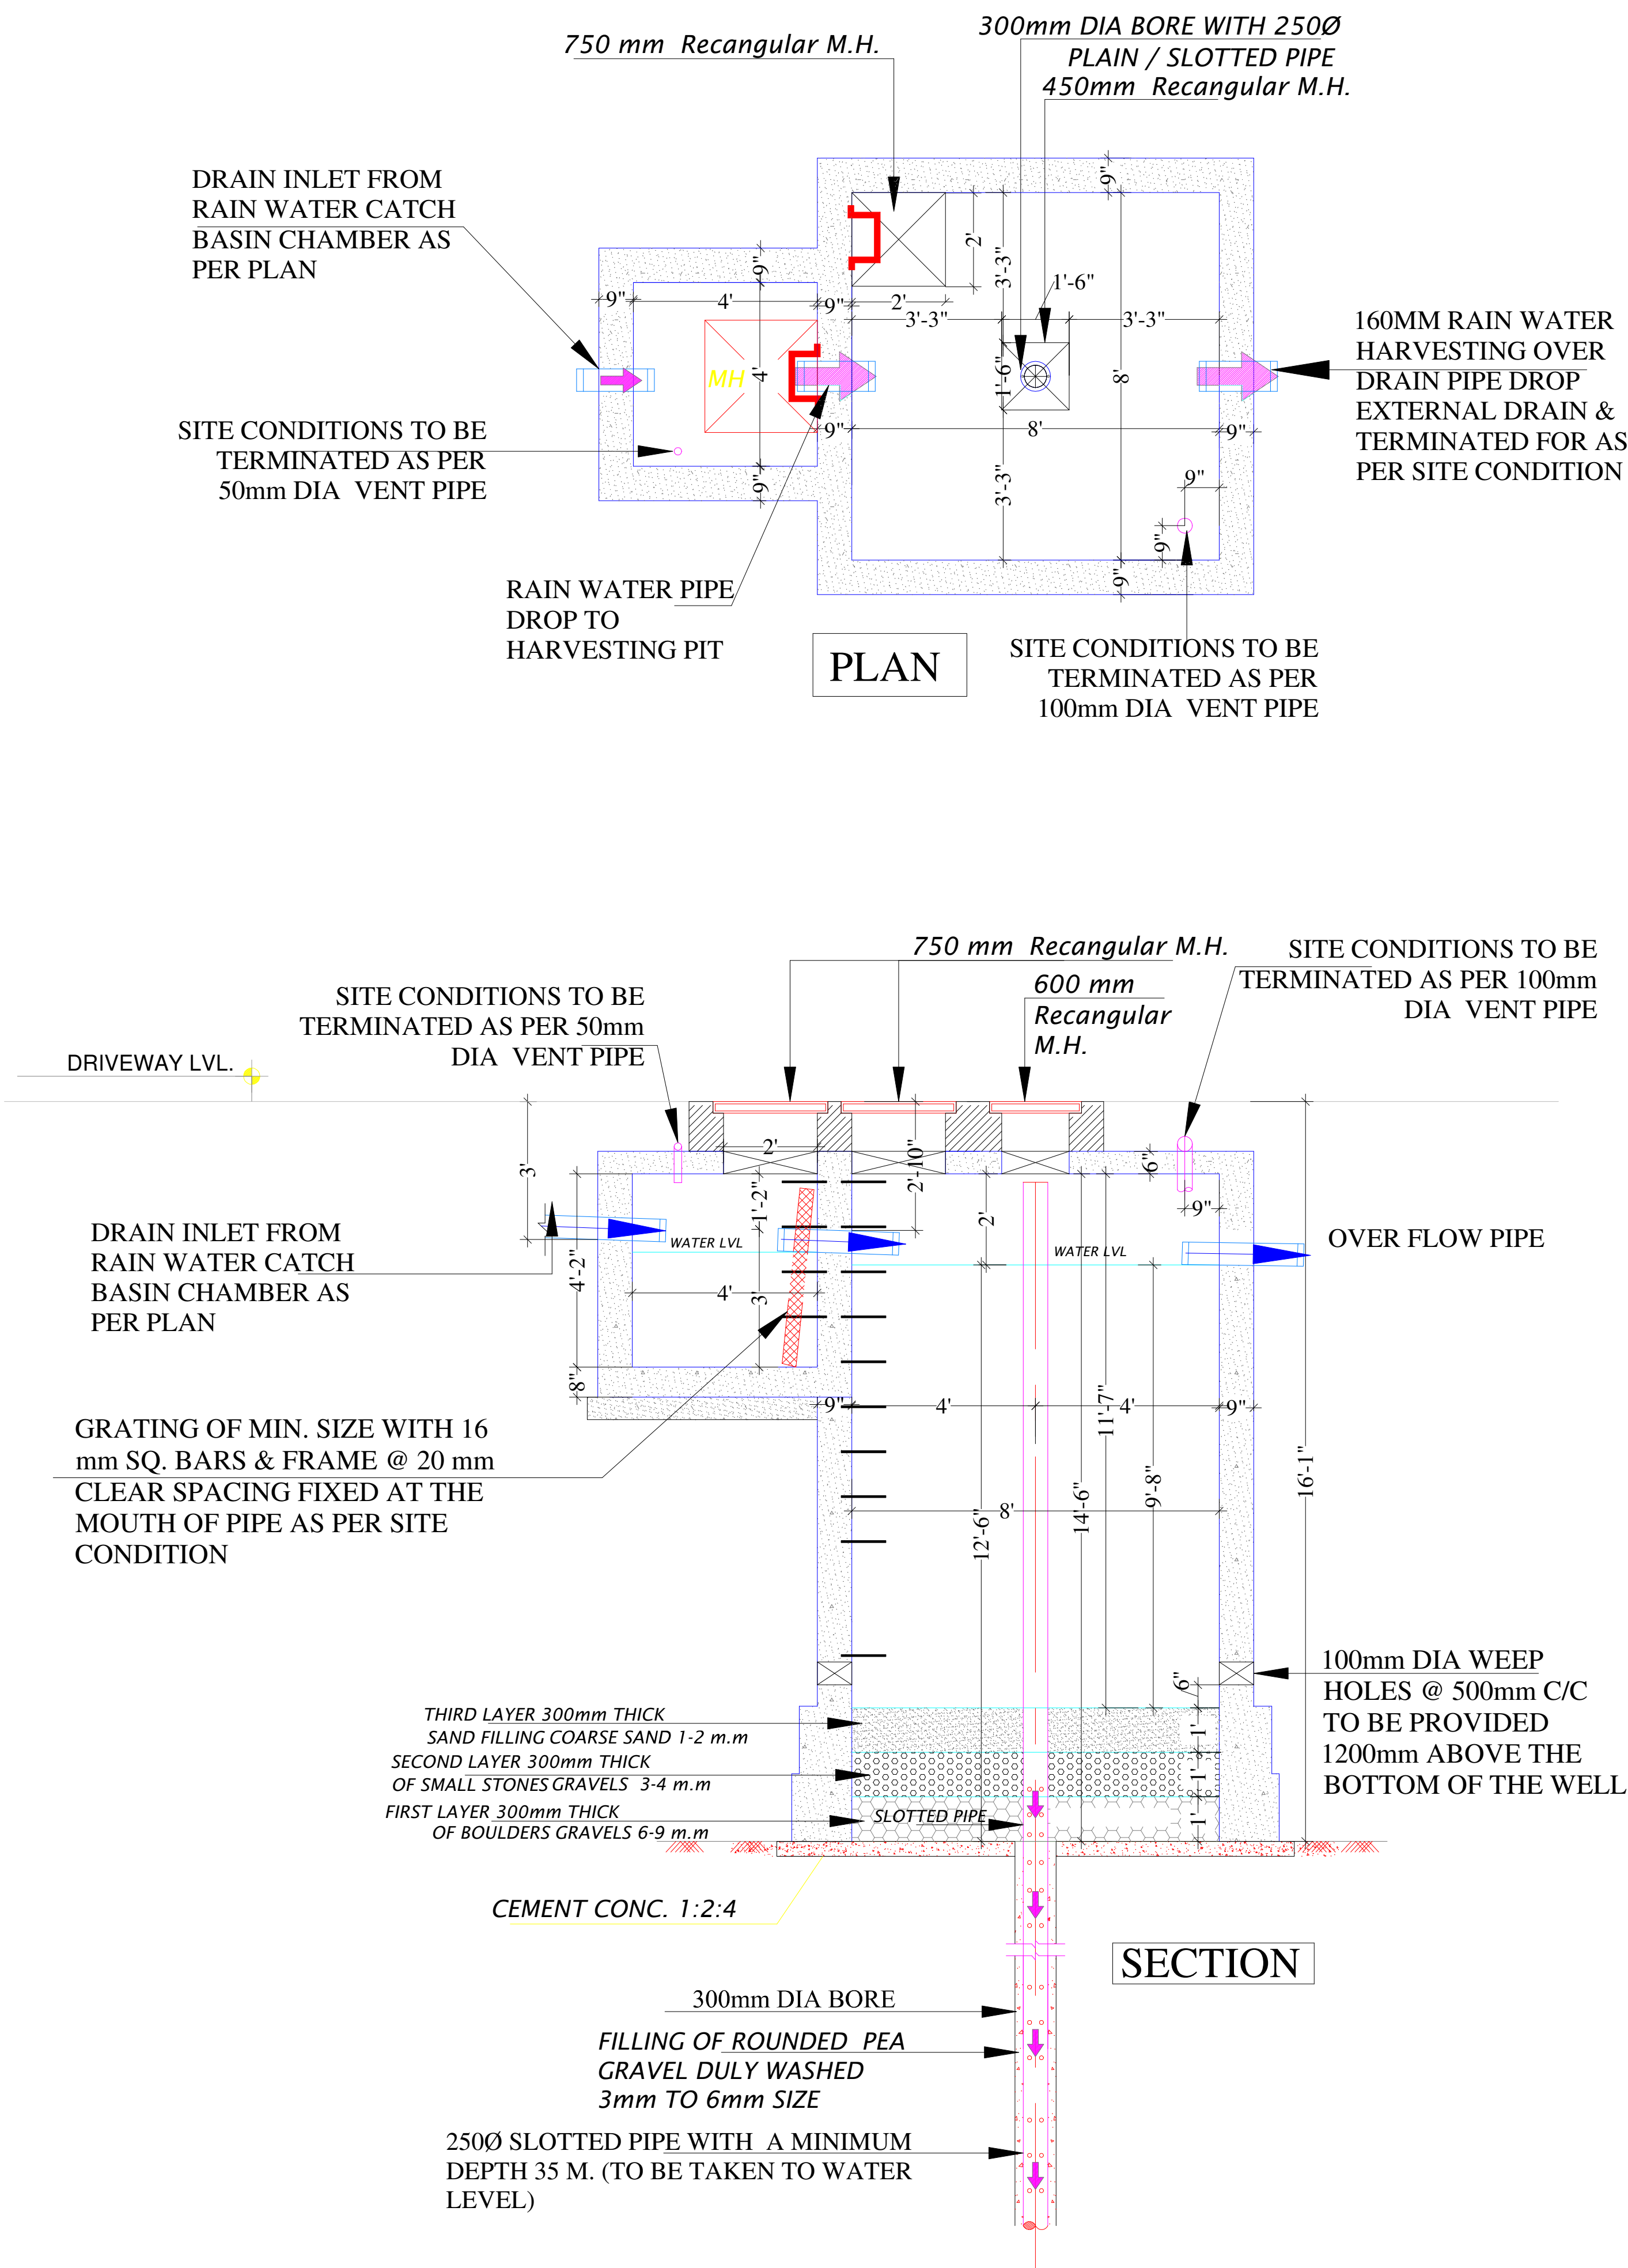 750 mm  Recangular M.H.
300mm DIA BORE WITH 250Ø
PLAIN / SLOTTED PIPE
450mm  Recangular M.H.
DRAIN INLET FROM
RAIN WATER CATCH
BASIN CHAMBER AS
PER PLAN
SITE CONDITIONS TO BE
TERMINATED AS PER
50mm DIA  VENT PIPE
9"
9"
2'
3'-3"
1'-6"
9"
4'
9"
2'
3'-3"
3'-3"
MH
4'
1'-6"
8'
9"
8'
9"
9"
3'-3"
9"
9"
9"
160MM RAIN WATER
HARVESTING OVER
DRAIN PIPE DROP
EXTERNAL DRAIN &
TERMINATED FOR AS
PER SITE CONDITION
RAIN WATER PIPE
DROP TO
HARVESTING PIT
PLAN
SITE CONDITIONS TO BE
TERMINATED AS PER
100mm DIA  VENT PIPE
750 mm  Recangular M.H.
600 mm
Recangular
M.H.
SITE CONDITIONS TO BE
TERMINATED AS PER 100mm
DIA  VENT PIPE
SITE CONDITIONS TO BE
TERMINATED AS PER 50mm
DIA  VENT PIPE
DRIVEWAY LVL.
3'
2'
2'-10"
6"
1'-2"
2'
9"
DRAIN INLET FROM
RAIN WATER CATCH
BASIN CHAMBER AS
PER PLAN
WATER LVL
WATER LVL
OVER FLOW PIPE
4'-2"
4'
3'
8"
9"
4'
11'-7"
4'
9"
GRATING OF MIN. SIZE WITH 16
mm SQ. BARS & FRAME @ 20 mm
CLEAR SPACING FIXED AT THE
MOUTH OF PIPE AS PER SITE
CONDITION
16'-1"
9'-8"
8'
14'-6"
12'-6"
100mm DIA WEEP
HOLES @ 500mm C/C
TO BE PROVIDED
1200mm ABOVE THE
BOTTOM OF THE WELL
6"
THIRD LAYER 300mm THICK
SAND FILLING COARSE SAND 1-2 m.m
1'
SECOND LAYER 300mm THICK
OF SMALL STONES GRAVELS  3-4 m.m
1'
FIRST LAYER 300mm THICK
OF BOULDERS GRAVELS 6-9 m.m
SLOTTED PIPE
1'
CEMENT CONC. 1:2:4
SECTION
300mm DIA BORE
FILLING OF ROUNDED  PEA
GRAVEL DULY WASHED
3mm TO 6mm SIZE
250Ø SLOTTED PIPE WITH  A MINIMUM
DEPTH 35 M. (TO BE TAKEN TO WATER
LEVEL)